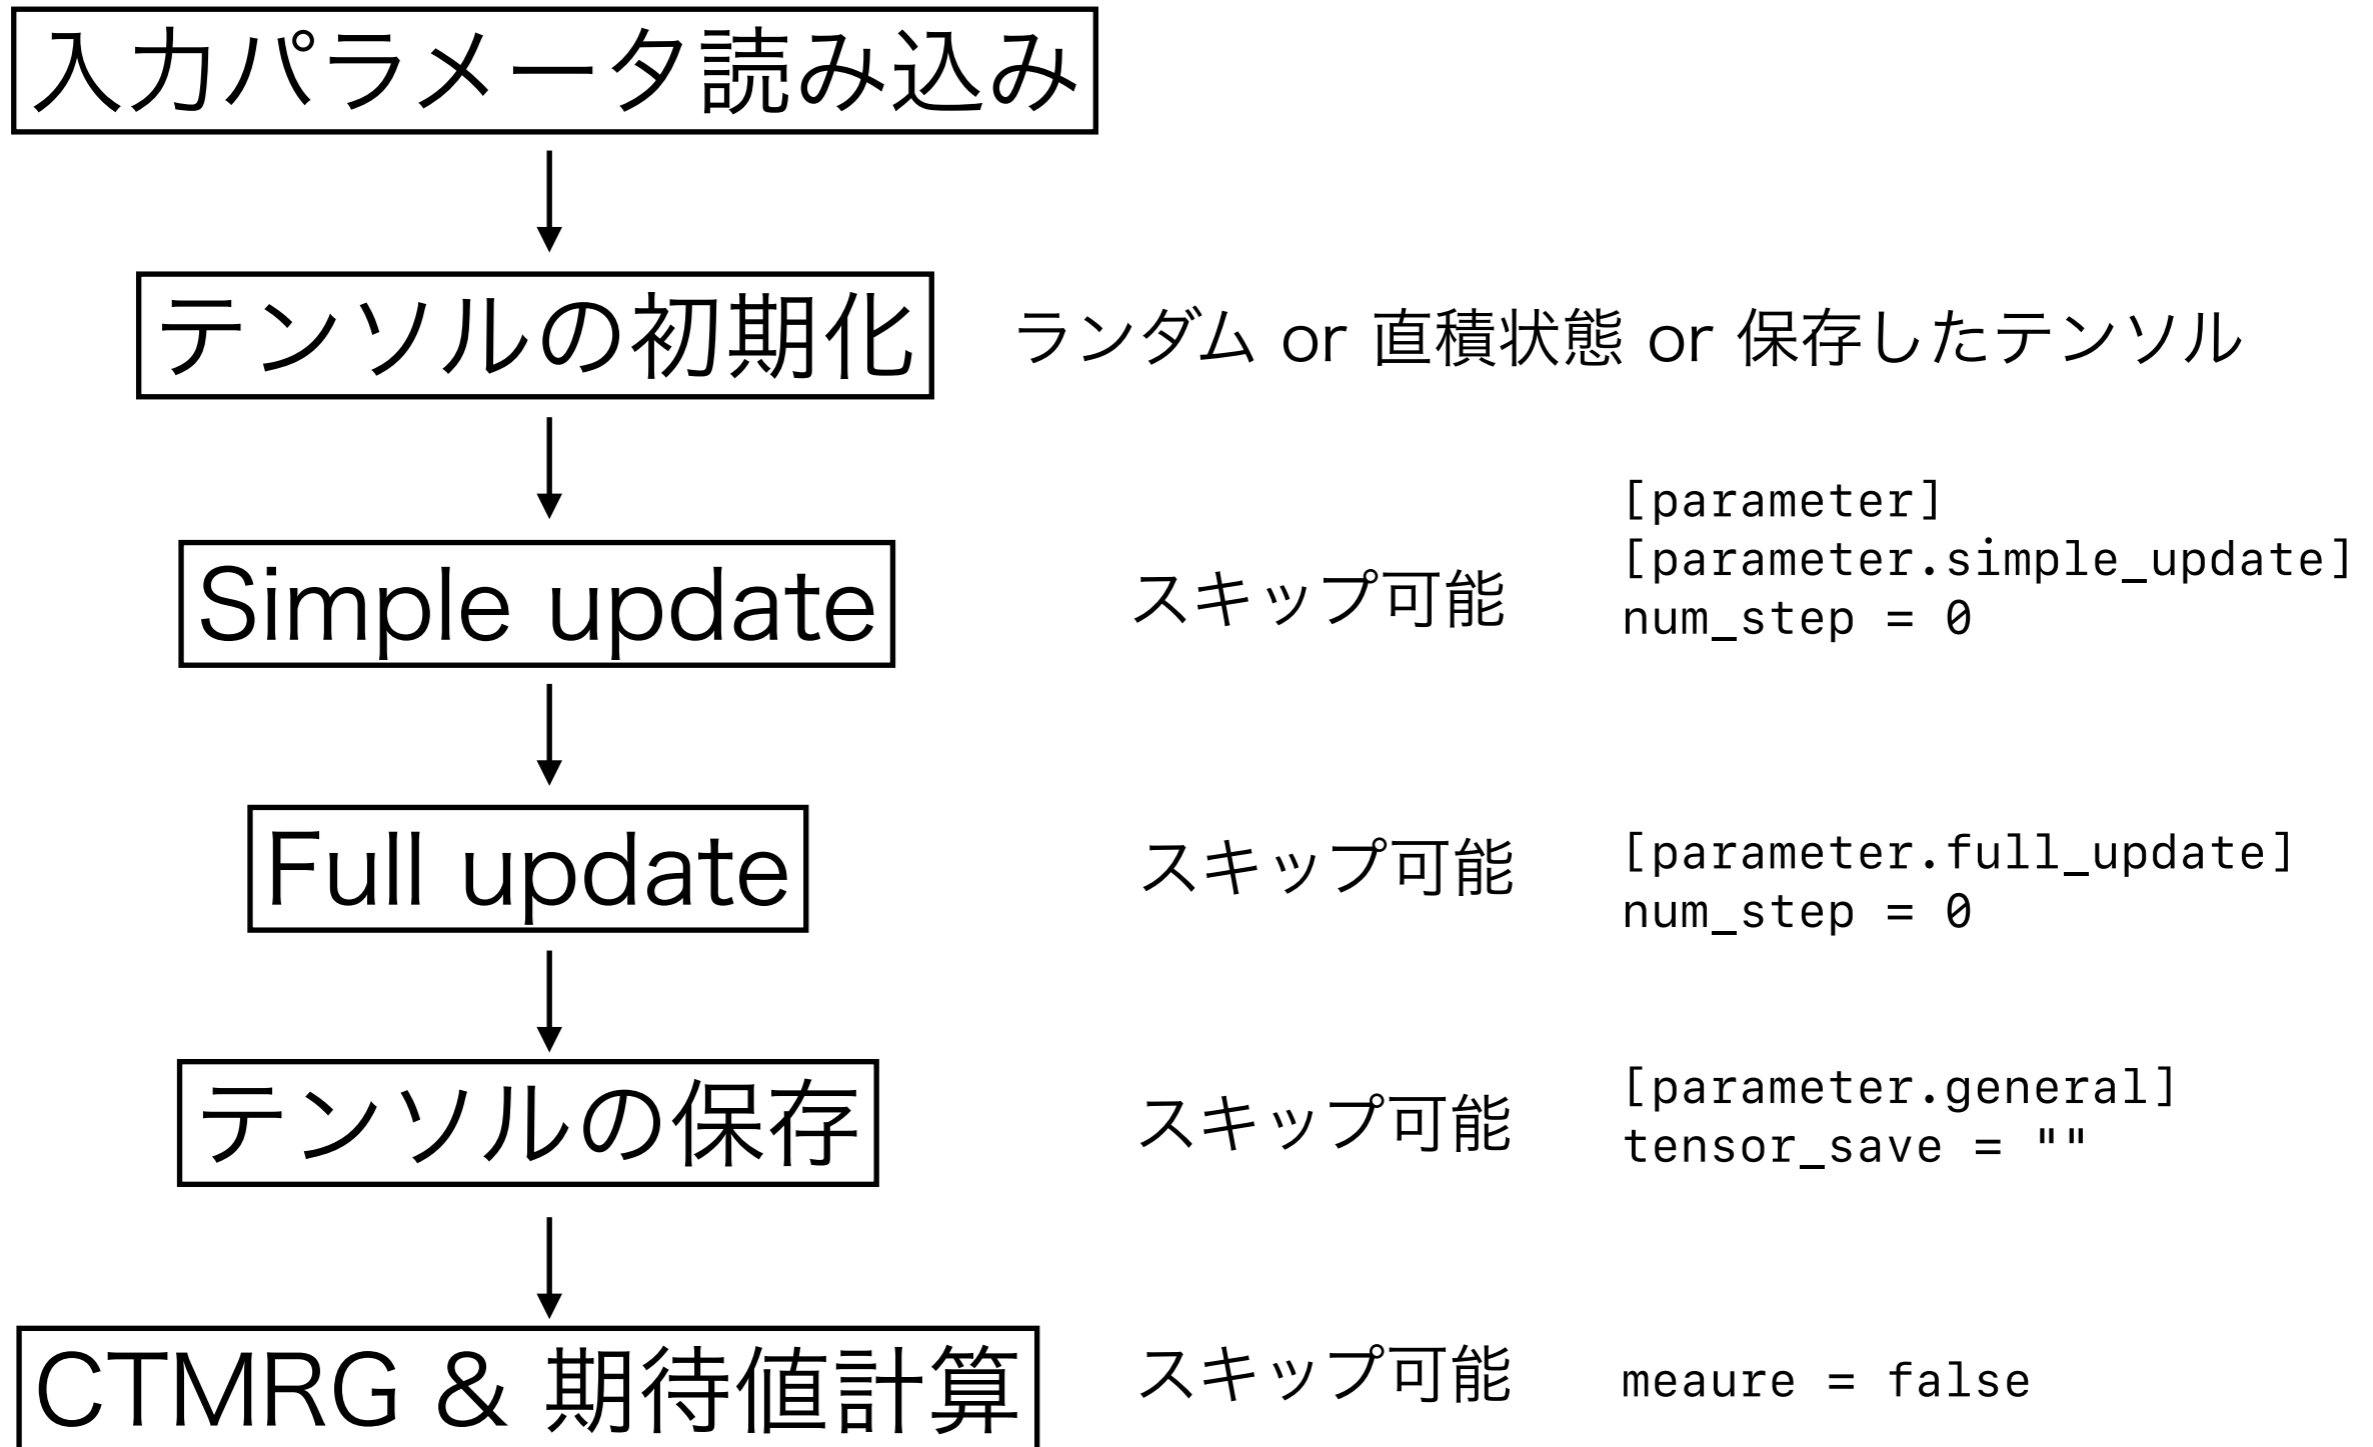 入力パラメータ読み込み
テンソルの初期化
ランダム or 直積状態 or 保存したテンソル
Simple update
スキップ可能
[parameter]
[parameter.simple_update]
num_step = 0
Full update
スキップ可能
[parameter.full_update]
num_step = 0
テンソルの保存
スキップ可能
[parameter.general]
tensor_save = ""
CTMRG & 期待値計算
スキップ可能
meaure = false